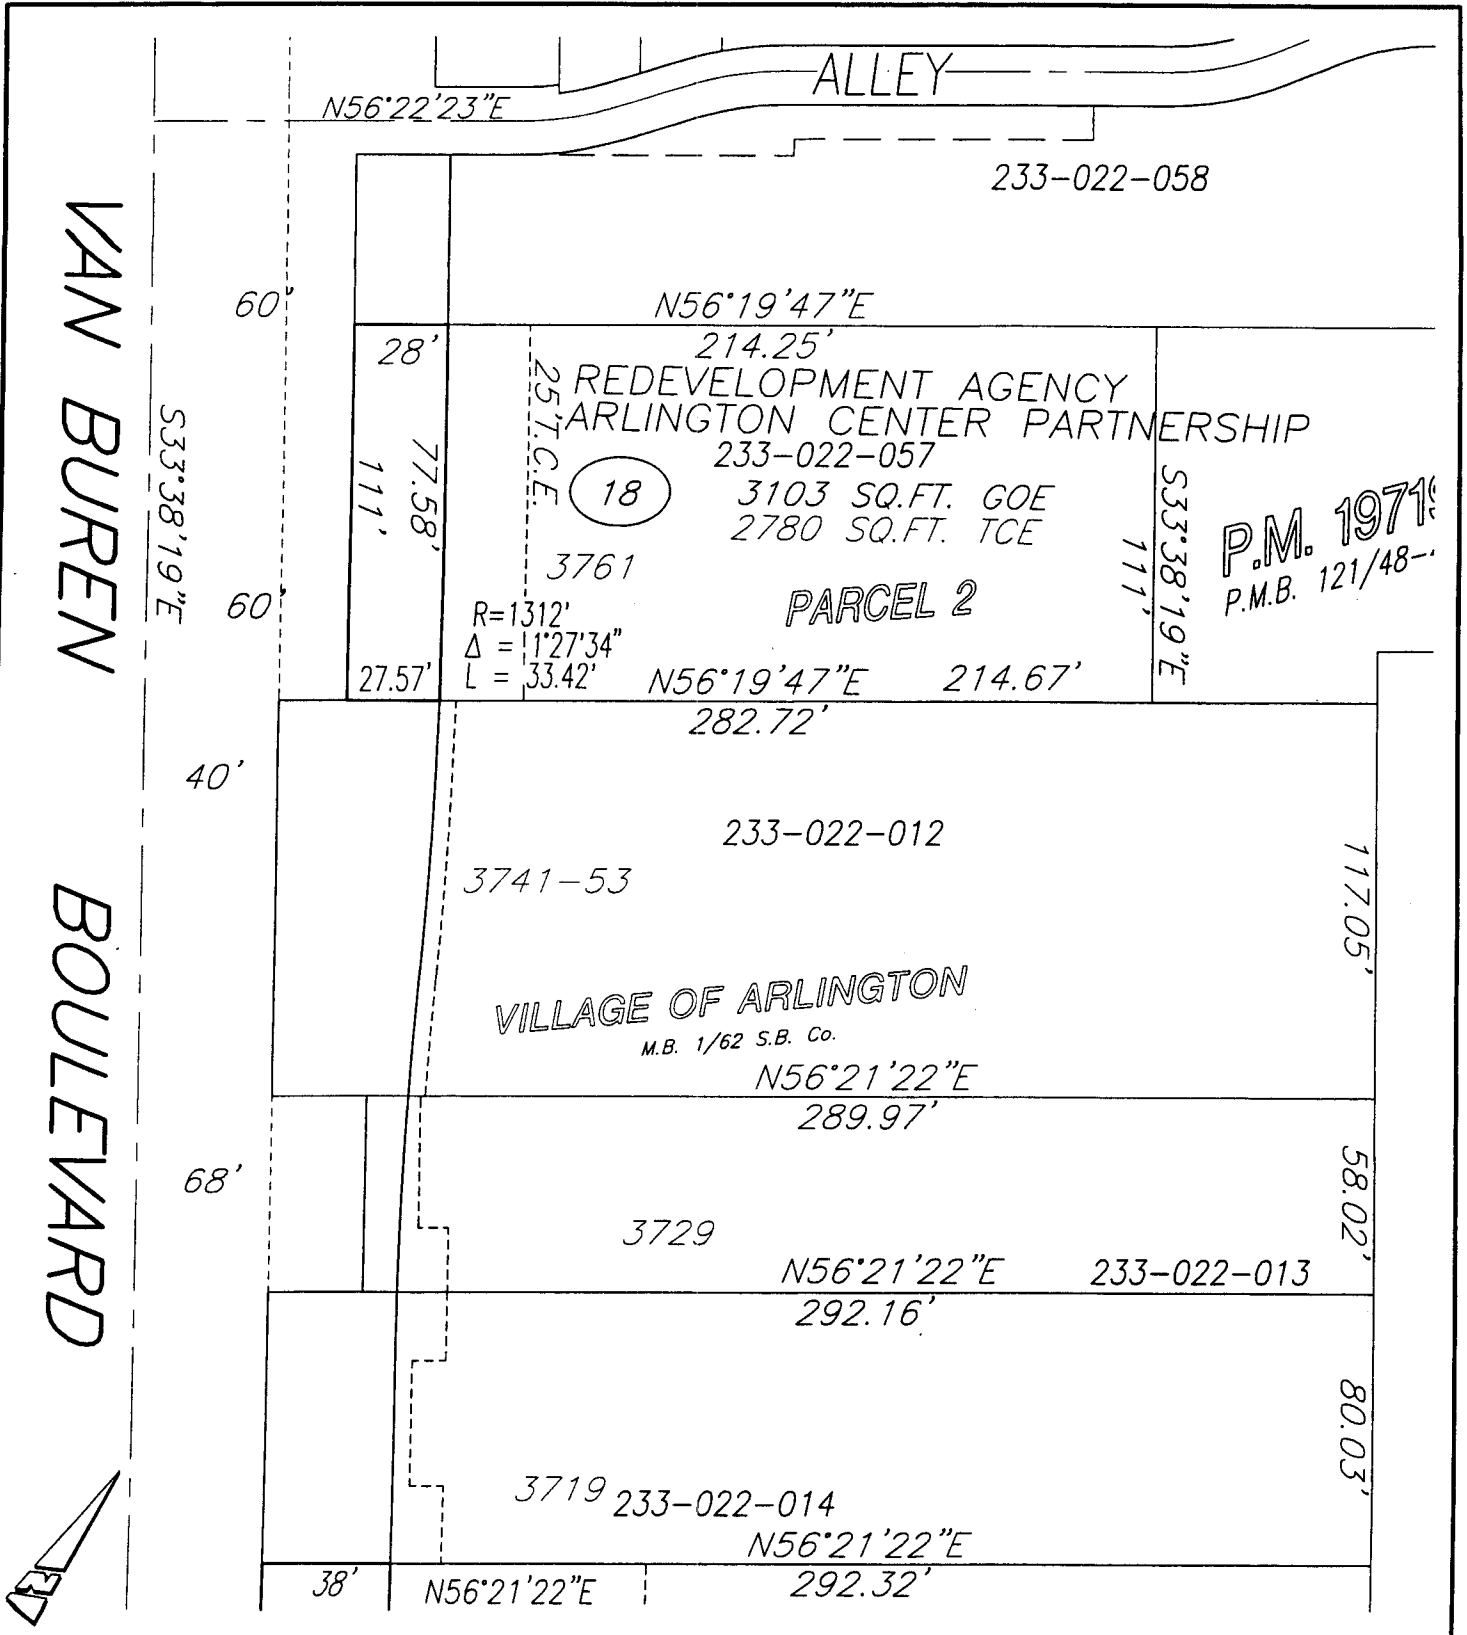 ALLEY
N56°22'23"E
233-022-058
VAN BUREN BOULEVARD
60'
N56°19'47"E
28'
214.25'
REDEVELOPMENT AGENCY
ARLINGTON CENTER PARTNERSHIP
233-022-057
25' T.C.E.
18
3103 SQ.FT. GOE
2780 SQ.FT. TCE
77.58'
111'
S33°38'19"E
S33°38'19"E
111'
3761
PARCEL 2
P.M.
P.M.B. 121/48-
60'
R=1312'
Δ = 1°27'34"
L = 33.42'
27.57'
N56°19'47"E 214.67'
282.72'
40'
233-022-012
3741-53
117.05'
VILLAGE OF ARLINGTON
M.B. 1/62 S.B. Co.
N56°21'22"E
289.97'
68'
58.02'
3729
N56°21'22"E 233-022-013
292.16'
80.03'
3719 233-022-014
N56°21'22"E
38' N56°21'22"E 292.32'
N